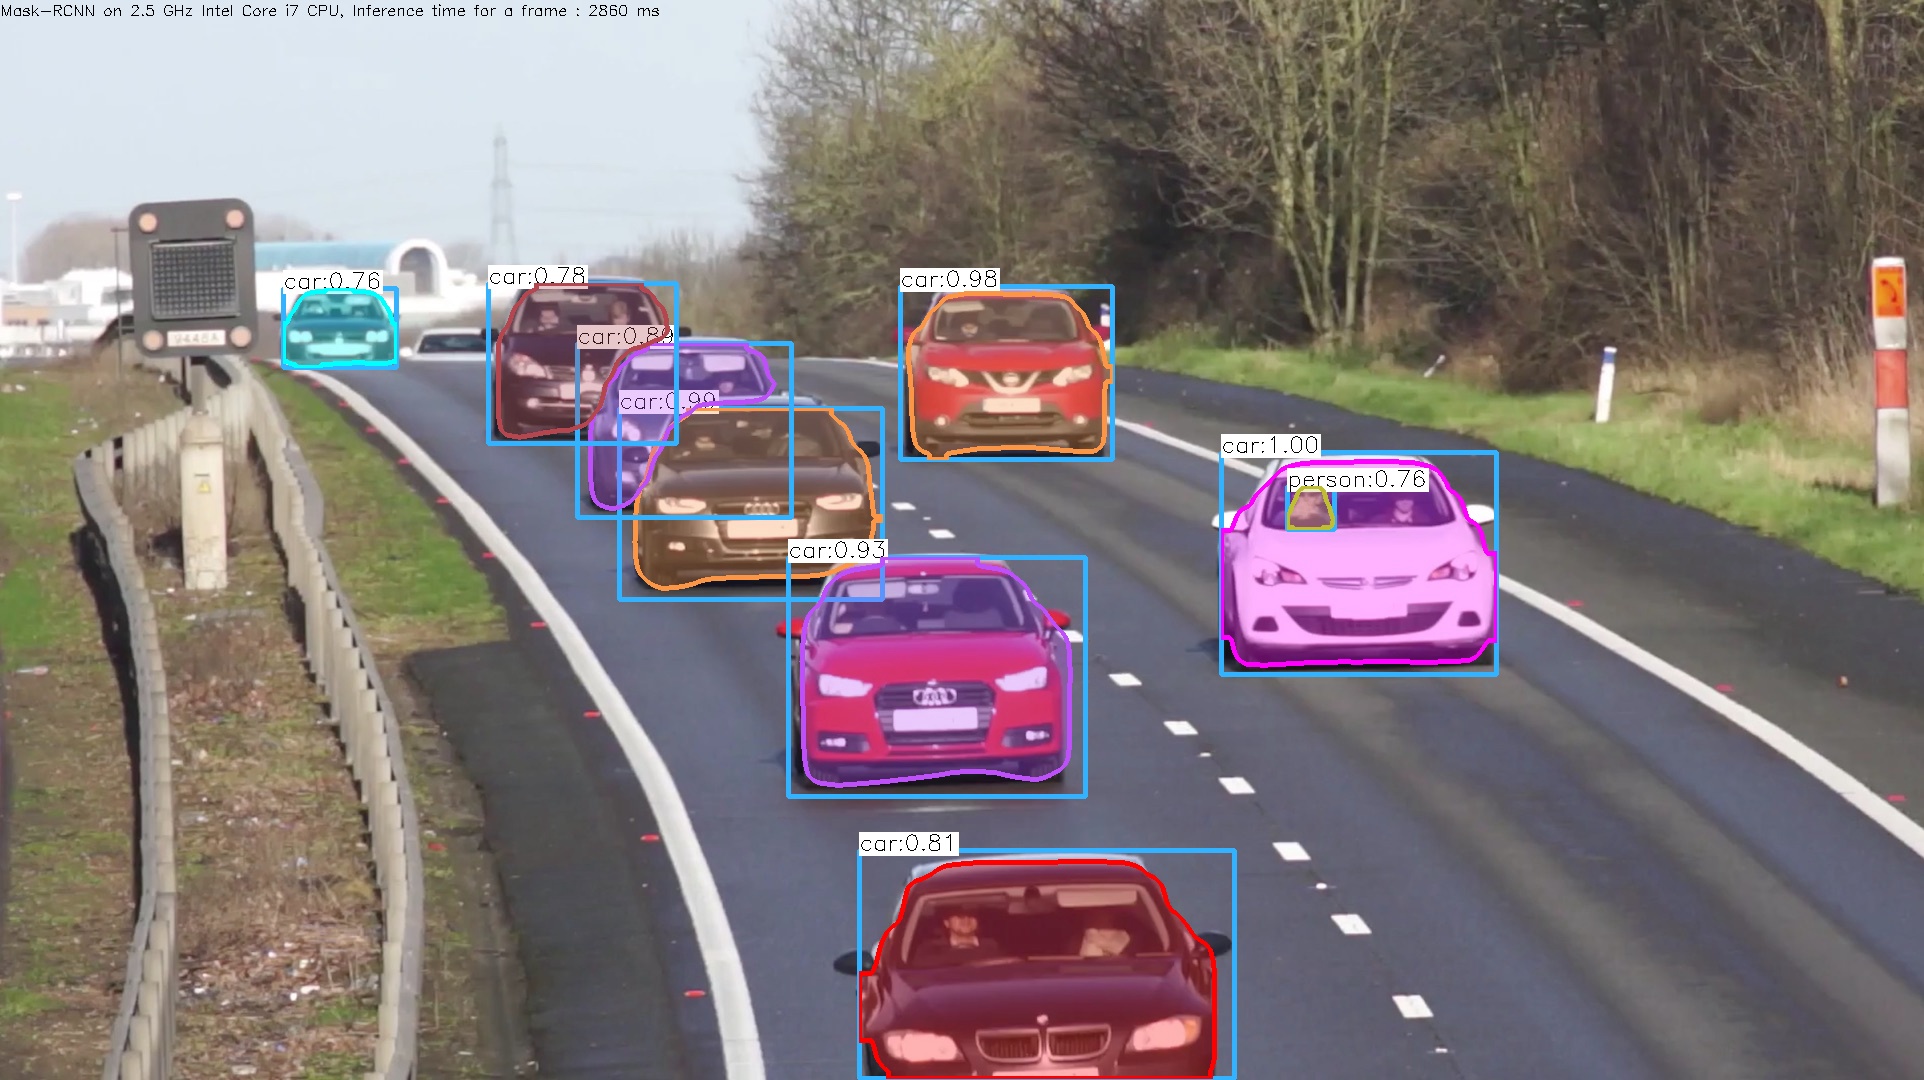 Mask-RCNN on 2.5 GHz Intel Core i7 CPU, Inference time for a frame : 2860 ms
car:0.76
car:0.78
car:0.98
car:0.89
car:0.99
car:1.00
person:0.76
car:0.93
car:0.81
9448A